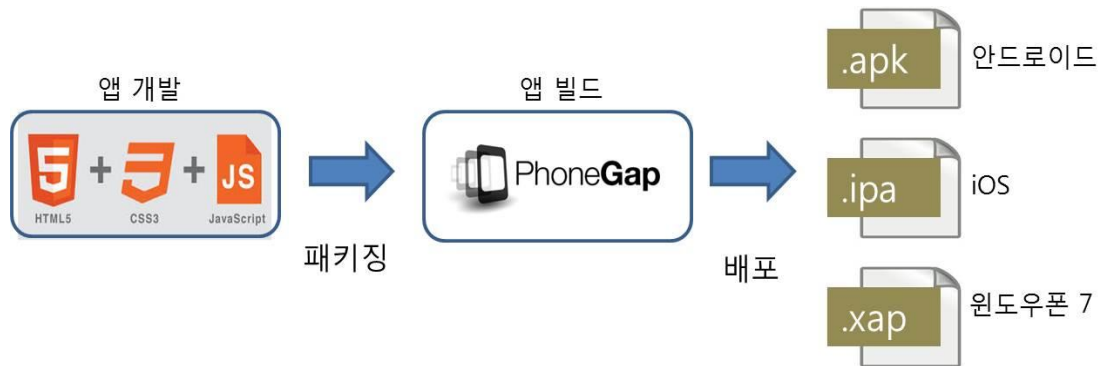 앱 개발
5 + 3 + JS
HTML5 CSS3 JavaScript
패키징
앱 빌드
PhoneGap
배포
.apk 안드로이드
.ipa iOS
.xap 윈도우폰 7